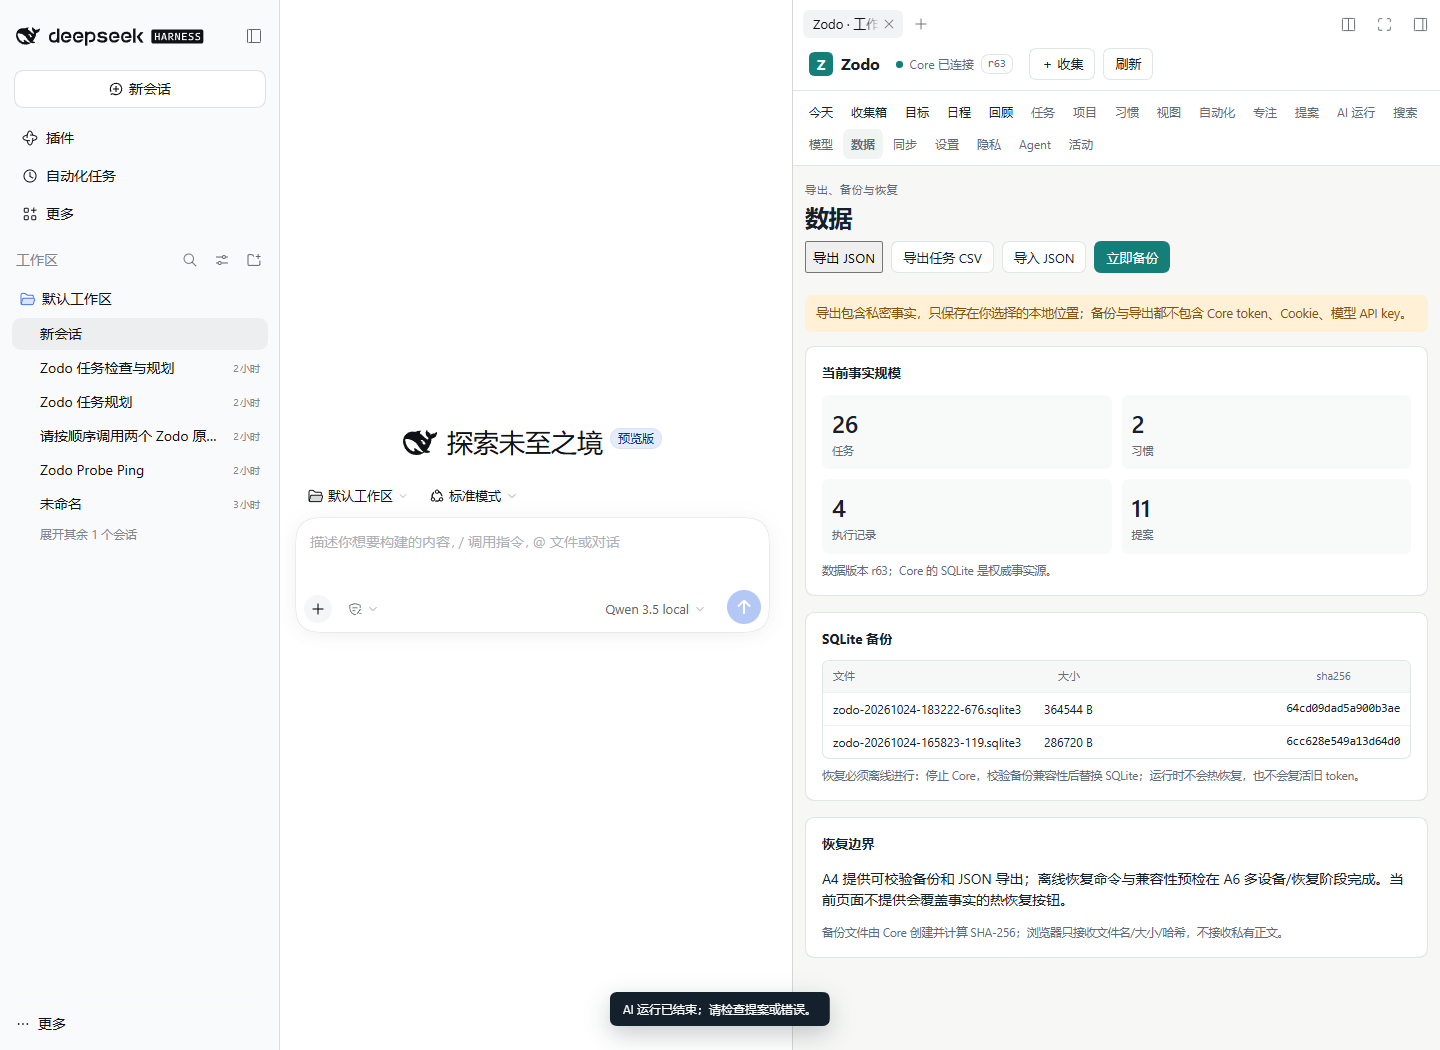 deepseek HARNESS
新会话
插件
自动化任务
更多
工作区
默认工作区
新会话
Zodo 任务检查与规划 2小时
Zodo 任务规划 2小时
请按顺序调用两个 Zodo 原... 2小时
Zodo Probe Ping 2小时
未命名 3小时
展开其余 1 个会话
更多
探索未至之境 预览版
默认工作区 标准模式
描述你想要构建的内容, / 调用指令, @ 文件或对话
Qwen 3.5 local
Zodo · 工作
Z Zodo Core 已连接 r63 + 收集 刷新
今天 收集箱 目标 日程 回顾 任务 项目 习惯 视图 自动化 专注 提案 AI 运行 搜索
模型 数据 同步 设置 隐私 Agent 活动
导出、备份与恢复
数据
导出 JSON 导出任务 CSV 导入 JSON 立即备份
导出包含私密事实，只保存在你选择的本地位置；备份与导出都不包含 Core token、Cookie、模型 API key。
当前事实规模
26 2
任务 习惯
4 11
执行记录 提案
数据版本 r63；Core 的 SQLite 是权威事实源。
SQLite 备份
文件 大小 sha256
zodo-20261024-183222-676.sqlite3 364544 B 64cd09dad5a900b3ae
zodo-20261024-165823-119.sqlite3 286720 B 6cc628e549a13d64d0
恢复必须离线进行：停止 Core，校验备份兼容性后替换 SQLite；运行时不会热恢复，也不会复活旧 token。
恢复边界
A4 提供可校验备份和 JSON 导出；离线恢复命令与兼容性预检在 A6 多设备/恢复阶段完成。当
前页面不提供会覆盖事实的热恢复按钮。
备份文件由 Core 创建并计算 SHA-256；浏览器只接收文件名/大小/哈希，不接收私有正文。
AI 运行已结束；请检查提案或错误。